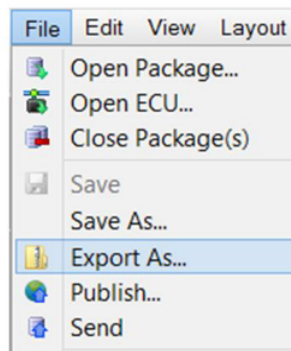 File Edit View Layout
Open Package...
Open ECU...
Close Package(s)
Save
Save As...
Export As...
Publish...
Send